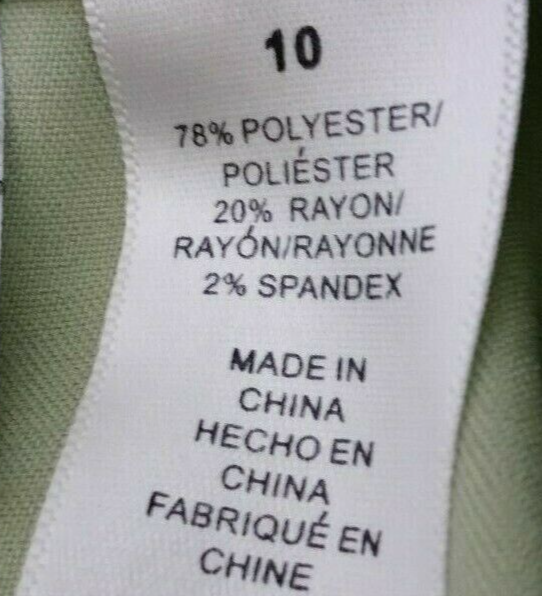 10
78% POLYESTER/
POLIÉSTER
20% RAYON/
RAYÓN/RAYONNE
2% SPANDEX
MADE IN
CHINA
HECHO EN
CHINA
FABRIQUÉ EN
CHINE